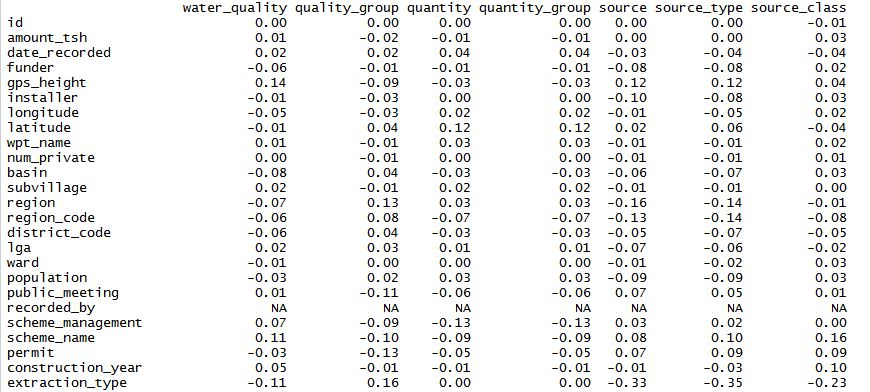 water_quality quality_group quantity quantity_group source source_type source_class
id 0.00 0.00 0.00 0.00 0.00 0.00 -0.01
amount_tsh 0.01 -0.02 -0.01 -0.01 0.00 0.00 0.03
date_recorded 0.02 0.02 0.04 0.04 -0.03 -0.04 -0.04
funder -0.06 -0.01 -0.01 -0.01 -0.08 -0.08 0.02
gps_height 0.14 -0.09 -0.03 -0.03 0.12 0.12 0.04
installer -0.01 -0.03 0.00 0.00 -0.10 -0.08 0.03
longitude -0.05 -0.03 0.02 0.02 -0.01 -0.05 0.02
latitude -0.01 0.04 0.12 0.12 0.02 0.06 -0.04
wpt_name 0.01 -0.01 0.03 0.03 -0.01 -0.01 0.02
num_private 0.00 -0.01 0.01 0.01 -0.01 -0.01 0.01
basin -0.08 0.04 -0.03 -0.03 -0.06 -0.07 0.03
subvillage 0.02 -0.01 0.02 0.02 -0.01 -0.01 0.00
region -0.07 0.13 0.03 0.03 -0.16 -0.14 -0.01
region_code -0.06 0.08 -0.07 -0.07 -0.13 -0.14 -0.08
district_code -0.06 0.04 -0.03 -0.03 -0.05 -0.07 -0.05
lga 0.02 0.03 0.01 0.01 -0.07 -0.06 -0.02
ward -0.01 0.00 0.00 0.00 -0.01 -0.02 0.03
population -0.03 0.02 0.03 0.03 -0.09 -0.09 0.03
public_meeting 0.01 -0.11 -0.06 -0.06 0.07 0.05 0.01
recorded_by NA NA NA NA NA NA NA
scheme_management 0.07 -0.09 -0.13 -0.13 0.03 0.02 0.00
scheme_name 0.11 -0.10 -0.09 -0.09 0.08 0.10 0.16
permit -0.03 -0.13 -0.05 -0.05 0.07 0.09 0.09
construction_year 0.05 -0.01 -0.01 -0.01 -0.01 -0.03 0.10
extraction_type -0.11 0.16 0.00 0.00 -0.33 -0.35 -0.23